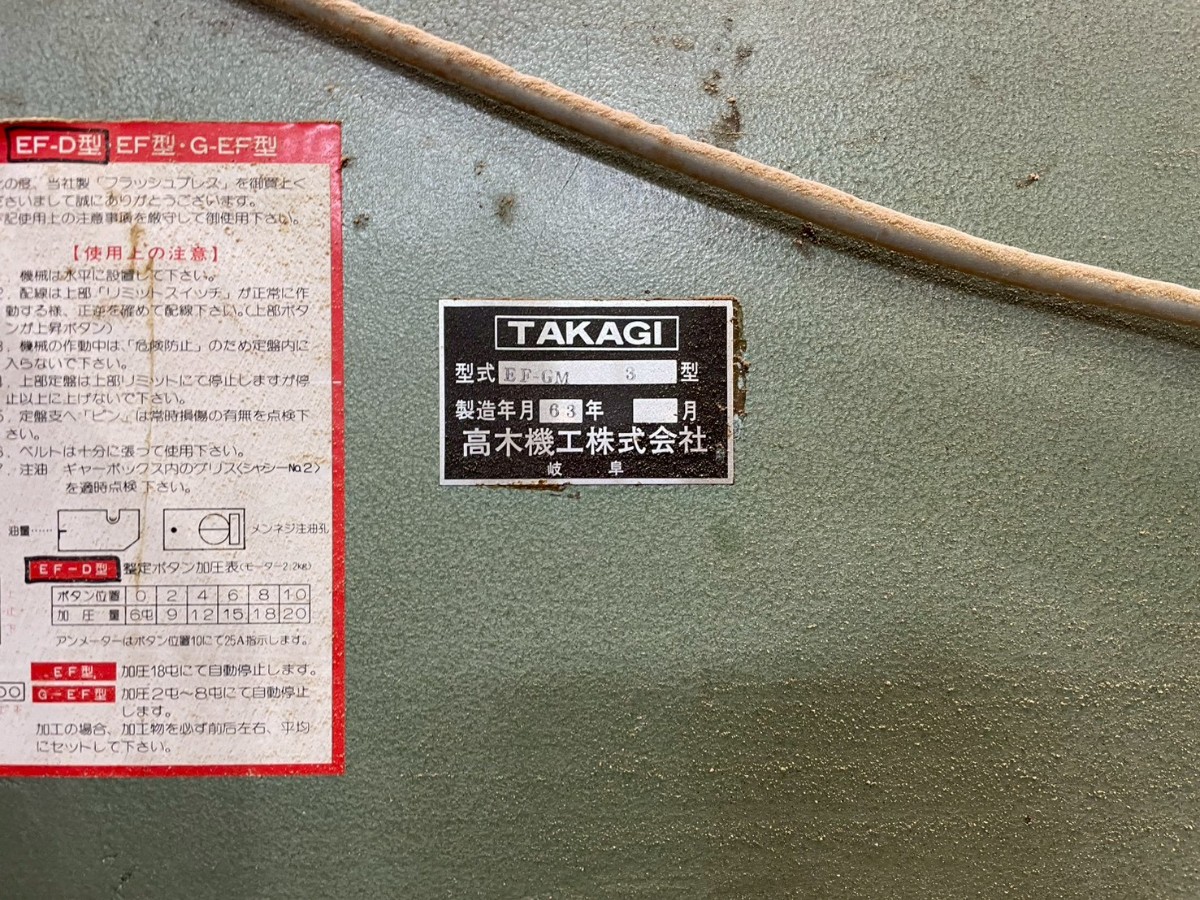 EF-D型・EF型・G-EF型
の度、当社製「フラッシュプレス」を御買上く
さいまして誠にありがとうございます。
記使用上の注意事項を厳守して御使用下さい。
【使用上の注意】
機械は水平に設置して下さい。
2. 配線は上部「リミットスイッチ」が正常に作
動する様、正逆を確めて配線下さい。(上部ボタ
ンが上昇ボタン)
3. 機械の作動中は、「危険防止」のため定盤内に
入らないで下さい。
上部定盤は上部リミットにて停止しますが停
止以上に上げないで下さい。
5. 定盤支へ「ピン」は常時損傷の有無を点検下
さい。
6. ベルトは十分に張って使用下さい。
7. 注油 ギャーボックス内のグリス(シャシーNo.2)
を適時点検下さい。
油量…… メンネジ注油孔
EF-D型 整定ボタン加圧表(モーター2.2kw)
ボタン位置 0 2 4 6 8 10
加圧量 6屯 9 12 15 18 20
アンメーターはボタン位置10にて25A指示します。
EF型 加圧18屯にて自動停止します。
G-EF型 加圧2屯〜8屯にて自動停止
します。
加工の場合、加工物を必ず前后左右、平均
にセットして下さい。
TAKAGI
型式 EF-GM 3 型
製造年月 63 年 月
高木機工株式会社
岐阜